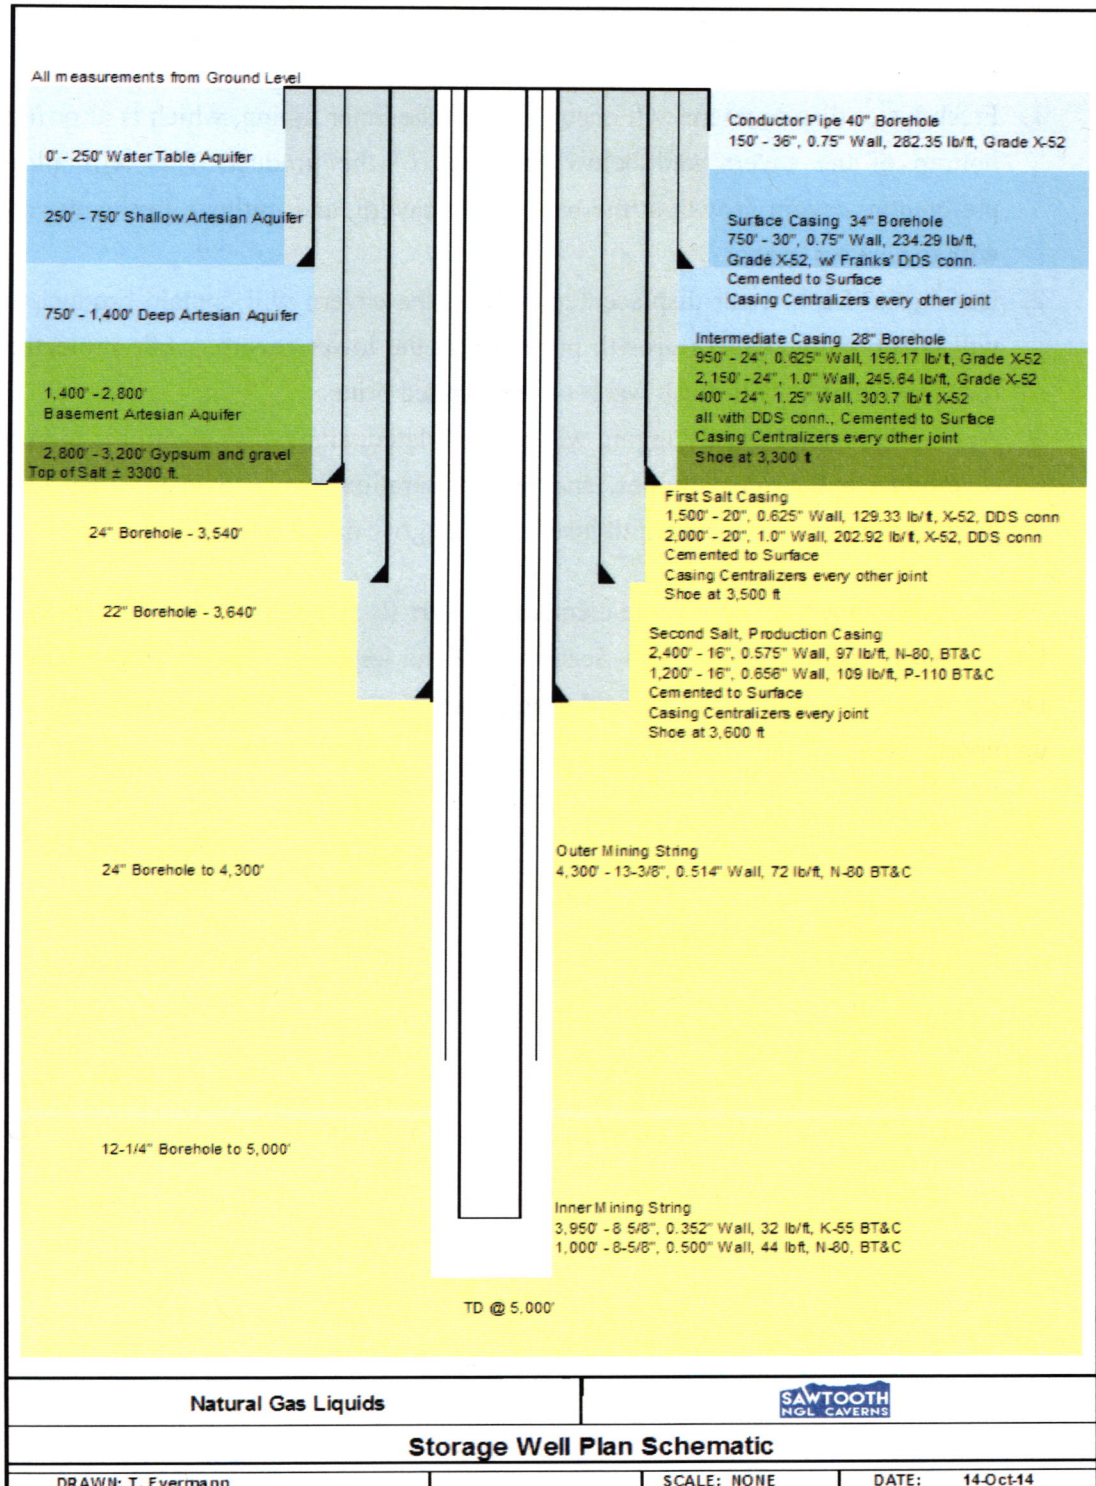 All measurements from Ground Level
0' - 250' Water Table Aquifer
250' - 750' Shallow Artesian Aquifer
750' - 1,400' Deep Artesian Aquifer
1,400' - 2,800'
Basement Artesian Aquifer
2,800' - 3,200' Gypsum and gravel
Top of Salt ± 3300 ft.
24" Borehole - 3,540'
22" Borehole - 3,640'
24" Borehole to 4,300'
12-1/4" Borehole to 5,000'
Conductor Pipe 40" Borehole
150' - 36", 0.75" Wall, 282.35 lb/ft, Grade X-52
Surface Casing 34" Borehole
750' - 30", 0.75" Wall, 234.29 lb/ft,
Grade X-52, w/ Franks' DDS conn.
Cemented to Surface
Casing Centralizers every other joint
Intermediate Casing 28" Borehole
950' - 24", 0.625" Wall, 156.17 lb/ft, Grade X-52
2,150' - 24", 1.0" Wall, 245.64 lb/ft, Grade X-52
400' - 24", 1.25" Wall, 303.7 lb/ft X-52
all with DDS conn., Cemented to Surface
Casing Centralizers every other joint
Shoe at 3,300 ft
First Salt Casing
1,500' - 20", 0.625" Wall, 129.33 lb/ft, X-52, DDS conn
2,000' - 20", 1.0" Wall, 202.92 lb/ft, X-52, DDS conn
Cemented to Surface
Casing Centralizers every other joint
Shoe at 3,500 ft
Second Salt, Production Casing
2,400' - 16", 0.575" Wall, 97 lb/ft, N-80, BT&C
1,200' - 16", 0.656" Wall, 109 lb/ft, P-110 BT&C
Cemented to Surface
Casing Centralizers every joint
Shoe at 3,600 ft
Outer Mining String
4,300' - 13-3/8", 0.514" Wall, 72 lb/ft, N-80 BT&C
Inner Mining String
3,950' - 8 5/8", 0.352" Wall, 32 lb/ft, K-55 BT&C
1,000' - 8-5/8", 0.500" Wall, 44 lbft, N-80, BT&C
TD @ 5.000'
Natural Gas Liquids
SAWTOOTH
NGL CAVERNS
Storage Well Plan Schematic
DRAWN: T. Evermann
SCALE: NONE
DATE: 14-Oct-14